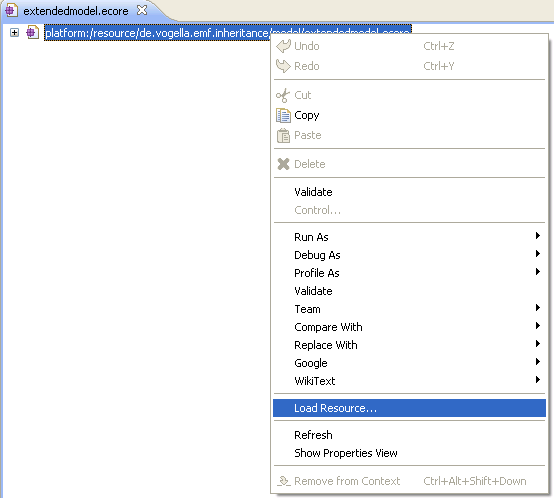 extendedmodel.ecore
platform:/resource/de.vogella.emf.inheritance/model/extendedmodel.ecore
Undo Ctrl+Z
Redo Ctrl+Y
Cut
Copy
Paste
Delete
Validate
Control...
Run As
Debug As
Profile As
Validate
Team
Compare With
Replace With
Google
WikiText
Load Resource...
Refresh
Show Properties View
Remove from Context Ctrl+Alt+Shift+Down